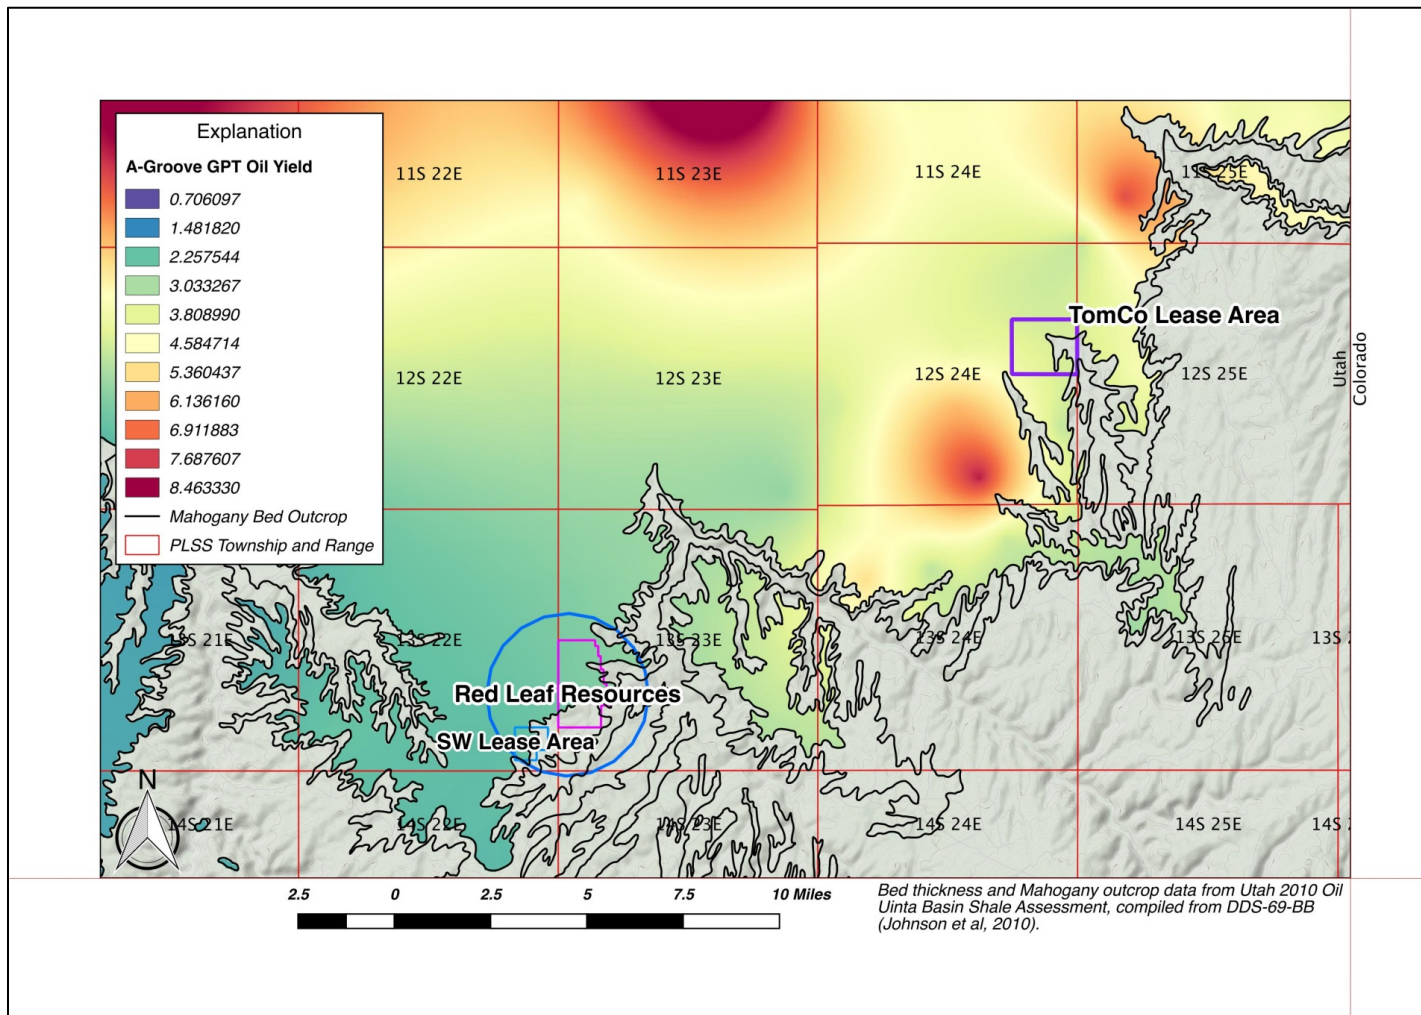 Explanation
A-Groove GPT Oil Yield
0.706097
1.481820
2.257544
3.033267
3.808990
4.584714
5.360437
6.136160
6.911883
7.687607
8.463330
Mahogany Bed Outcrop
PLSS Township and Range
11S 22E
11S 23E
11S 24E
11S 25E
TomCo Lease Area
Utah
Colorado
12S 22E
12S 23E
12S 24E
12S 25E
13S 21E
13S 22E
13S 23E
13S 24E
13S 25E
13S
Red Leaf Resources
SW Lease Area
N
14S 21E
14S 22E
14S 23E
14S 24E
14S 25E
14S
2.5 0 2.5 5 7.5 10 Miles
Bed thickness and Mahogany outcrop data from Utah 2010 Oil
Uinta Basin Shale Assessment, compiled from DDS-69-BB
(Johnson et al, 2010).